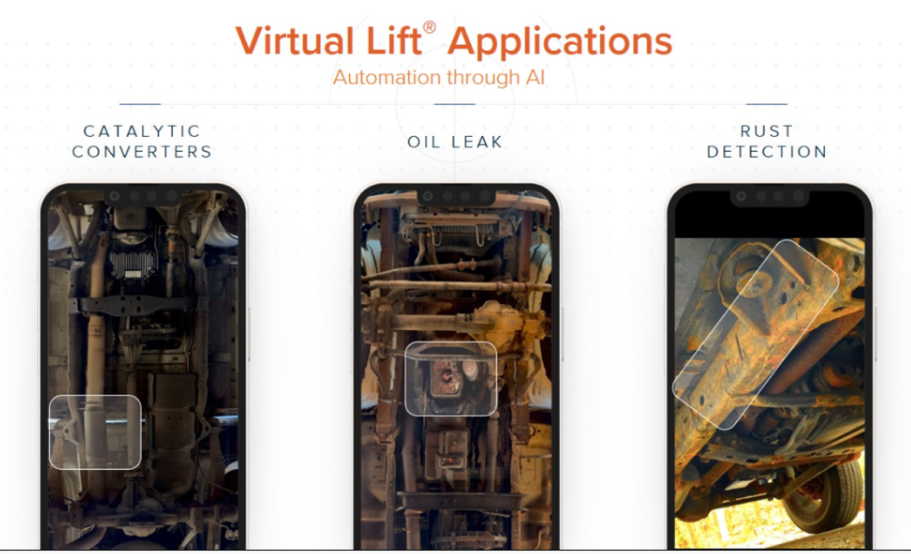 Virtual Lift® Applications
Automation through AI
CATALYTIC
CONVERTERS
OIL LEAK
RUST
DETECTION